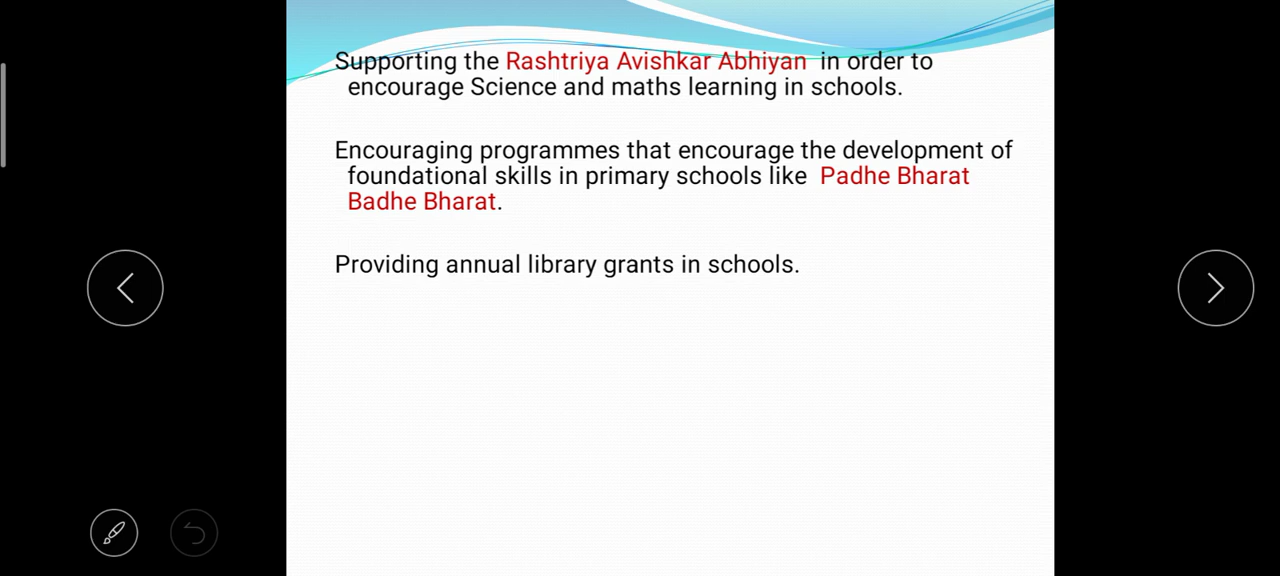 Supporting the Rashtriya Avishkar Abhiyan in order to
encourage Science and maths learning in schools.
Encouraging programmes that encourage the development of
foundational skills in primary schools like Padhe Bharat
Badhe Bharat.
Providing annual library grants in schools.